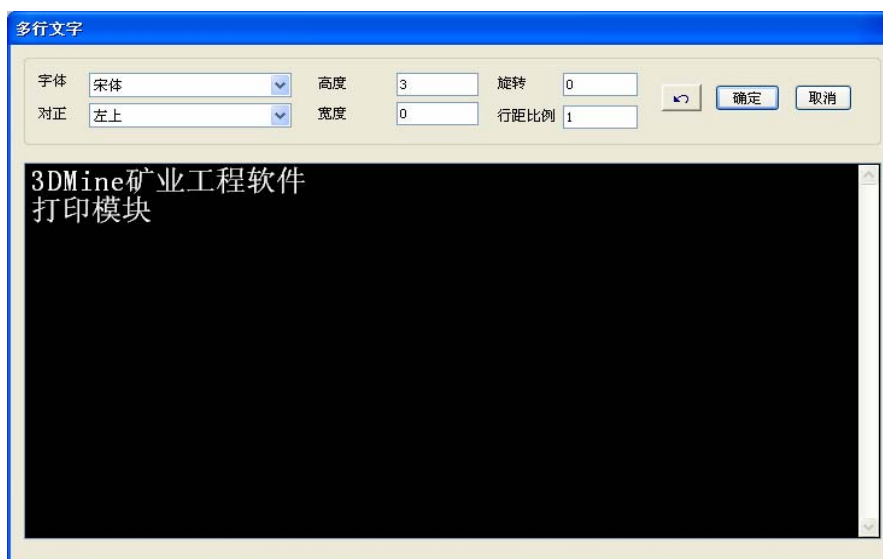 多行文字
字体 宋体 高度 3 旋转 0 确定 取消
对正 左上 宽度 0 行距比例 1
3DMine矿业工程软件
打印模块